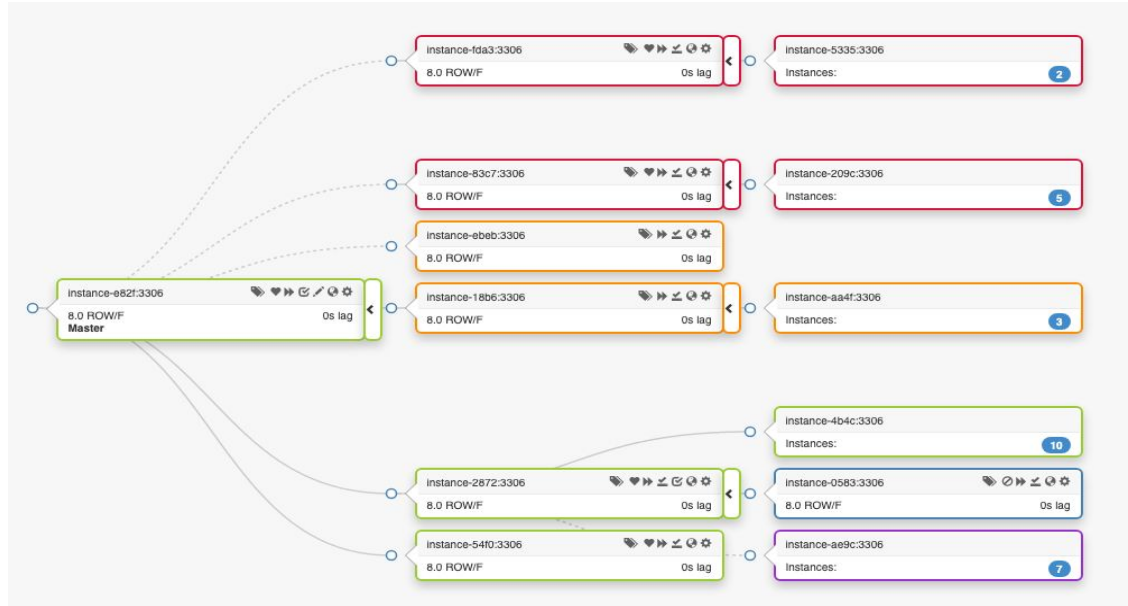 instance-fda3:3306
8.0 ROW/F 0s lag
instance-5335:3306
Instances: 2
instance-83c7:3306
8.0 ROW/F 0s lag
instance-209c:3306
Instances: 5
instance-ebeb:3306
8.0 ROW/F 0s lag
instance-e82f:3306
8.0 ROW/F 0s lag
Master
instance-18b6:3306
8.0 ROW/F 0s lag
instance-aa4f:3306
Instances: 3
instance-4b4c:3306
Instances: 10
instance-2872:3306
8.0 ROW/F 0s lag
instance-0583:3306
8.0 ROW/F 0s lag
instance-54f0:3306
8.0 ROW/F 0s lag
instance-ae9c:3306
Instances: 7